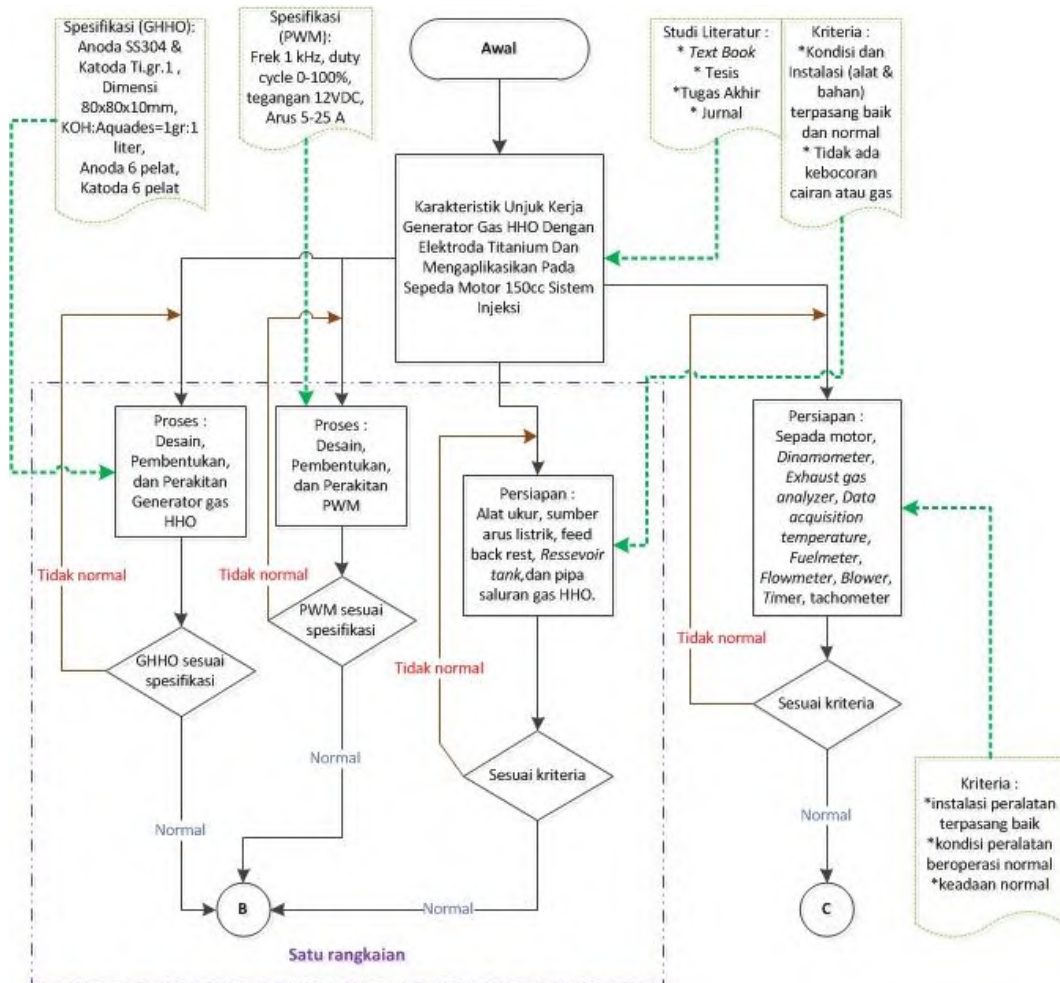 Spesifikasi (GHHO):
Anoda SS304 &
Katoda Ti.gr.1 ,
Dimensi
80x80x10mm,
KOH:Aquades=1gr:1
liter,
Anoda 6 pelat,
Katoda 6 pelat
Spesifikasi
(PWM):
Frek 1 kHz, duty
cycle 0-100%,
tegangan 12VDC,
Arus 5-25 A
Awal
Studi Literatur :
* Text Book
* Tesis
*Tugas Akhir
* Jurnal
Kriteria :
*Kondisi dan
Instalasi (alat &
bahan)
terpasang baik
dan normal
* Tidak ada
kebocoran
cairan atau gas
Karakteristik Unjuk Kerja
Generator Gas HHO Dengan
Elektroda Titanium Dan
Mengaplikasikan Pada
Sepeda Motor 150cc Sistem
Injeksi
Proses :
Desain,
Pembentukan,
dan Perakitan
Generator gas
HHO
Proses :
Desain,
Pembentukan,
dan Perakitan
PWM
Persiapan :
Alat ukur, sumber
arus listrik, feed
back rest, Ressevoir
tank,dan pipa
saluran gas HHO.
Persiapan :
Sepada motor,
Dinamometer,
Exhaust gas
analyzer, Data
acquisition
temperature,
Fuelmeter,
Flowmeter, Blower,
Timer, tachometer
Tidak normal
Tidak normal
Tidak normal
Tidak normal
GHHO sesuai
spesifikasi
PWM sesuai
spesifikasi
Sesuai kriteria
Sesuai kriteria
Normal
Normal
Normal
Normal
Kriteria :
*instalasi peralatan
terpasang baik
*kondisi peralatan
beroperasi normal
*keadaan normal
B
C
Satu rangkaian